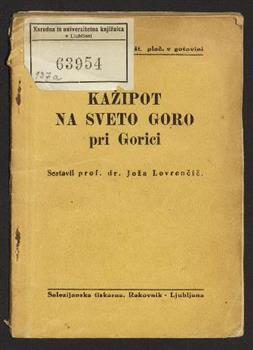 Narodna in univerzitetna knjižnica
v Ljubljani
63954
137a
št. plač. v gotovini
KAŽIPOT
NA SVETO GORO
pri Gorici
Sestavil prof. dr. Joža Lovrenčič.
Salezijanska tiskarna, Rakovnik - Ljubljana